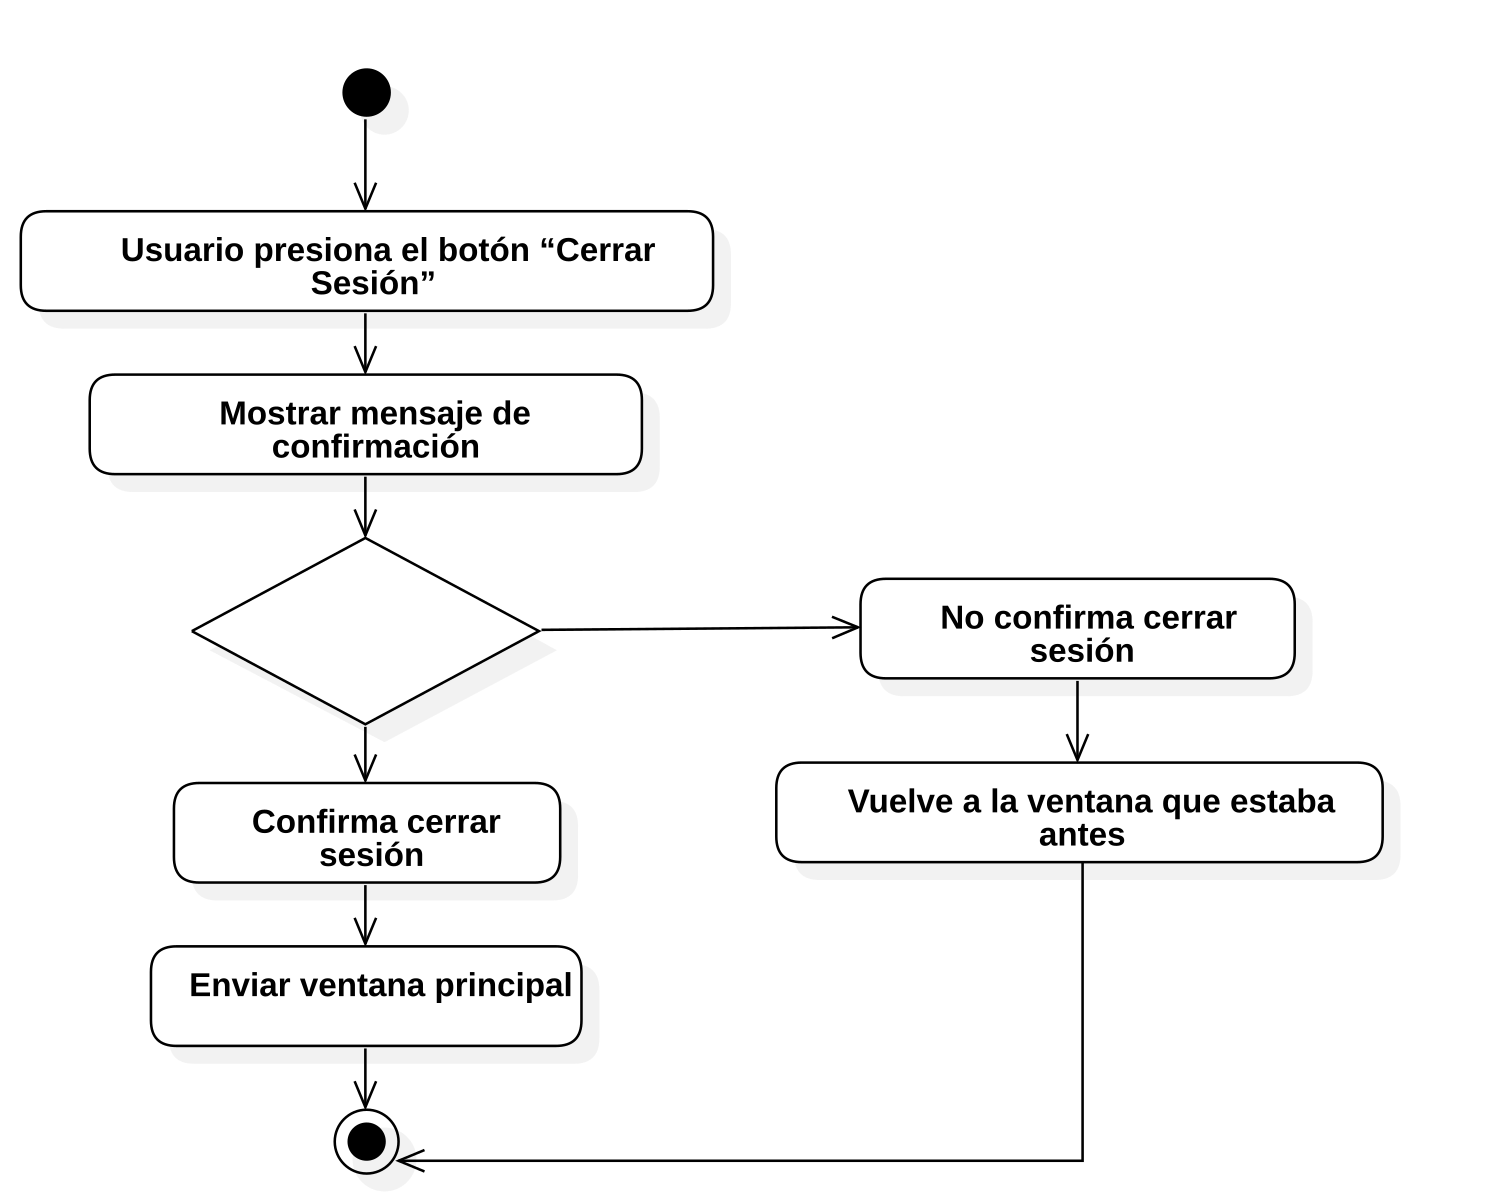 Usuario presiona el botón “Cerrar
Sesión”
Mostrar mensaje de
confirmación
No confirma cerrar
sesión
Vuelve a la ventana que estaba
antes
Confirma cerrar
sesión
Enviar ventana principal